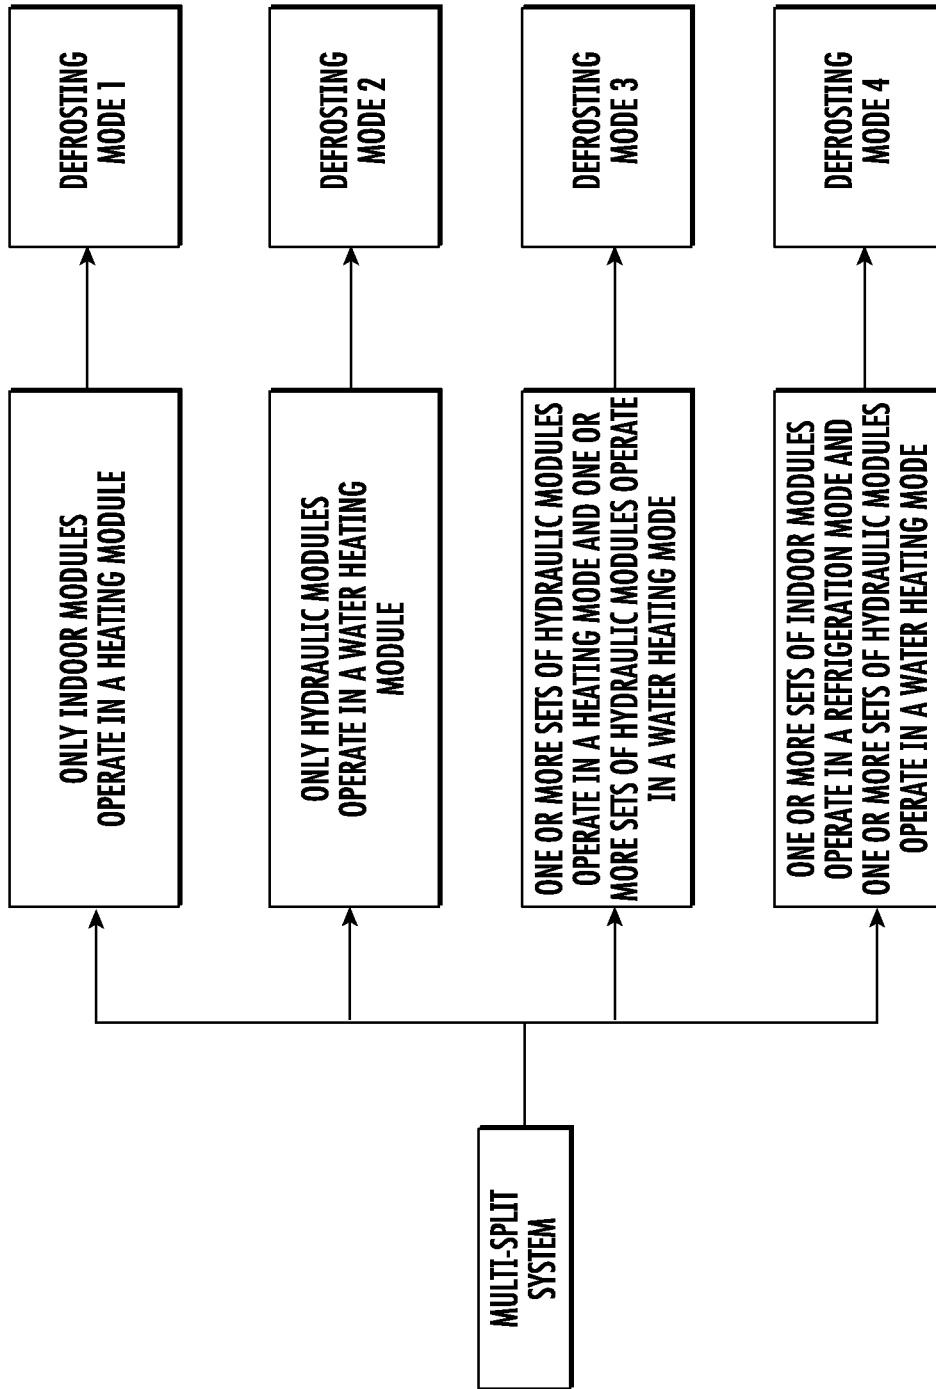 MULTI-SPLIT
SYSTEM
ONLY INDOOR MODULES
OPERATE IN A HEATING MODULE
DEFROSTING
MODE 1
ONLY HYDRAULIC MODULES
OPERATE IN A WATER HEATING
MODULE
DEFROSTING
MODE 2
ONE OR MORE SETS OF HYDRAULIC MODULES
OPERATE IN A HEATING MODE AND ONE OR
MORE SETS OF HYDRAULIC MODULES OPERATE
IN A WATER HEATING MODE
DEFROSTING
MODE 3
ONE OR MORE SETS OF INDOOR MODULES
OPERATE IN A REFRIGERATION MODE AND
ONE OR MORE SETS OF HYDRAULIC MODULES
OPERATE IN A WATER HEATING MODE
DEFROSTING
MODE 4